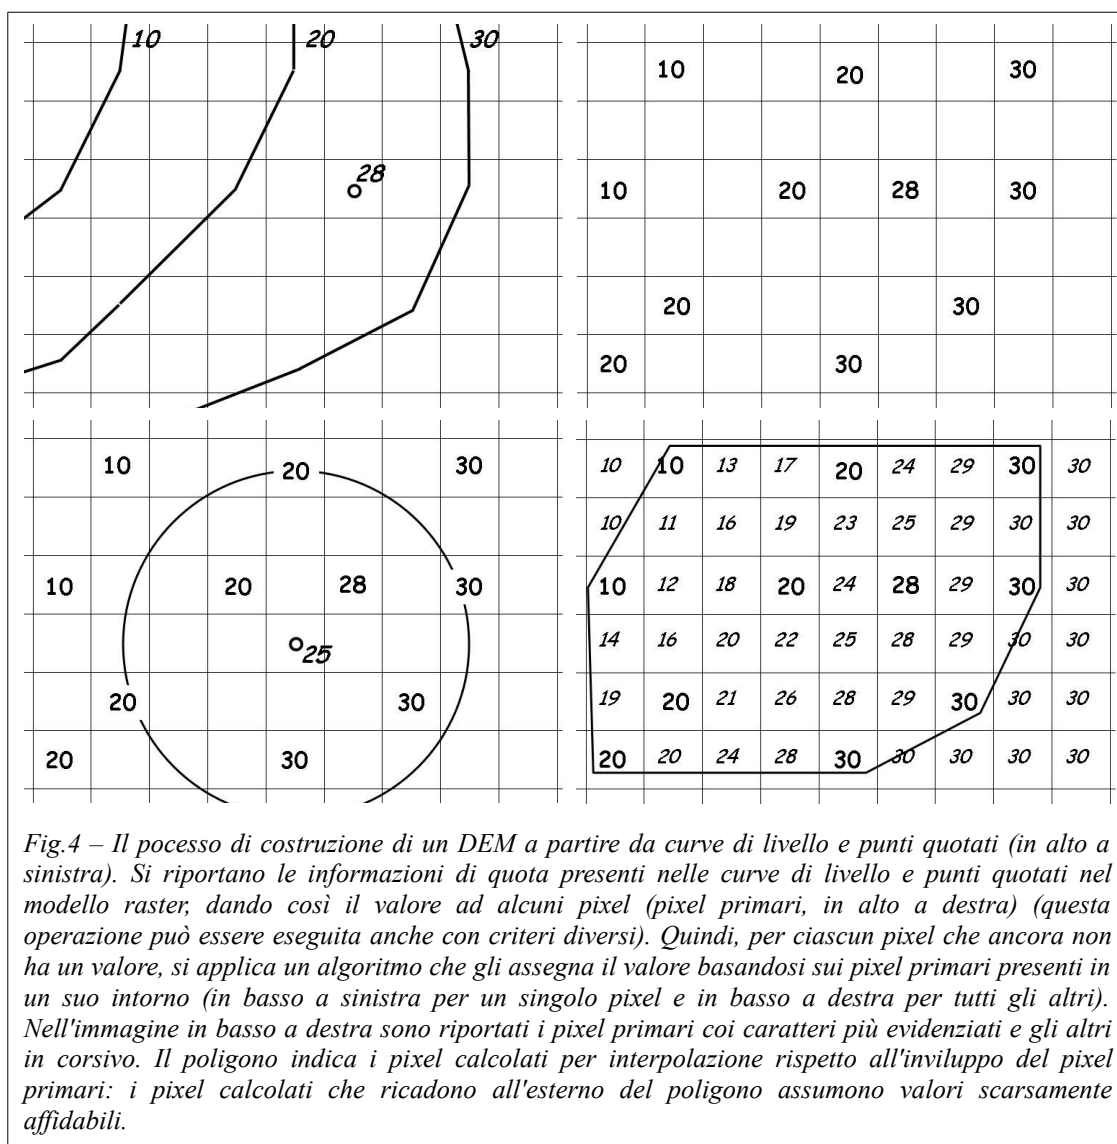 10 20 30
28
10 20 30
10 20 28 30
20 30
20 30
10 20 30
10 20 28 30
25
20 30
20 30
10 10 13 17 20 24 29 30 30
10 11 16 19 23 25 29 30 30
10 12 18 20 24 28 29 30 30
14 16 20 22 25 28 29 30 30
19 20 21 26 28 29 30 30 30
20 20 24 28 30 30 30 30 30
Fig.4 – Il pocesso di costruzione di un DEM a partire da curve di livello e punti quotati (in alto a
sinistra). Si riportano le informazioni di quota presenti nelle curve di livello e punti quotati nel
modello raster, dando così il valore ad alcuni pixel (pixel primari, in alto a destra) (questa
operazione può essere eseguita anche con criteri diversi). Quindi, per ciascun pixel che ancora non
ha un valore, si applica un algoritmo che gli assegna il valore basandosi sui pixel primari presenti in
un suo intorno (in basso a sinistra per un singolo pixel e in basso a destra per tutti gli altri).
Nell'immagine in basso a destra sono riportati i pixel primari coi caratteri più evidenziati e gli altri
in corsivo. Il poligono indica i pixel calcolati per interpolazione rispetto all'inviluppo del pixel
primari: i pixel calcolati che ricadono all'esterno del poligono assumono valori scarsamente
affidabili.